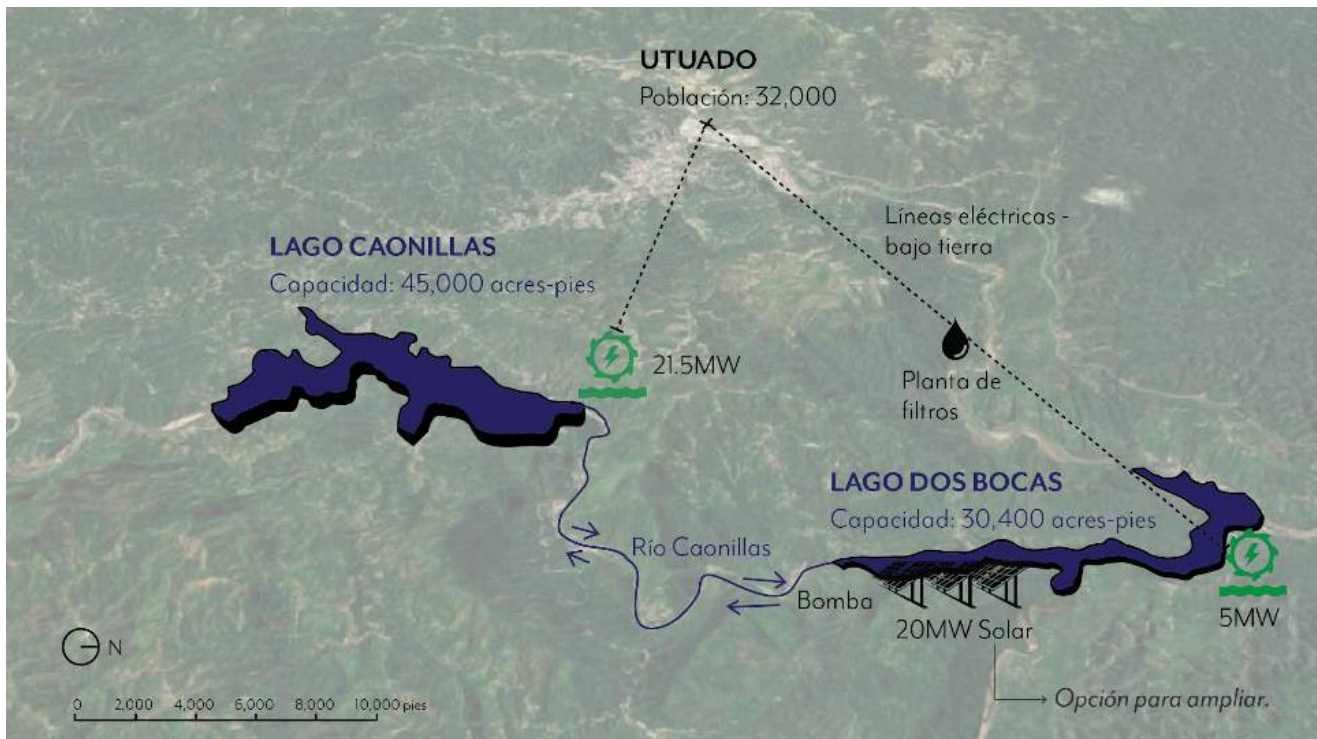 UTUADO
Población: 32,000
Líneas eléctricas -
bajo tierra
LAGO CAONILLAS
Capacidad: 45,000 acres-pies
21.5MW
Planta de
filtros
LAGO DOS BOCAS
Capacidad: 30,400 acres-pies
Río Caonillas
Bomba
20MW Solar
5MW
N
Opción para ampliar.
0 2,000 4,000 6,000 8,000 10,000 pies